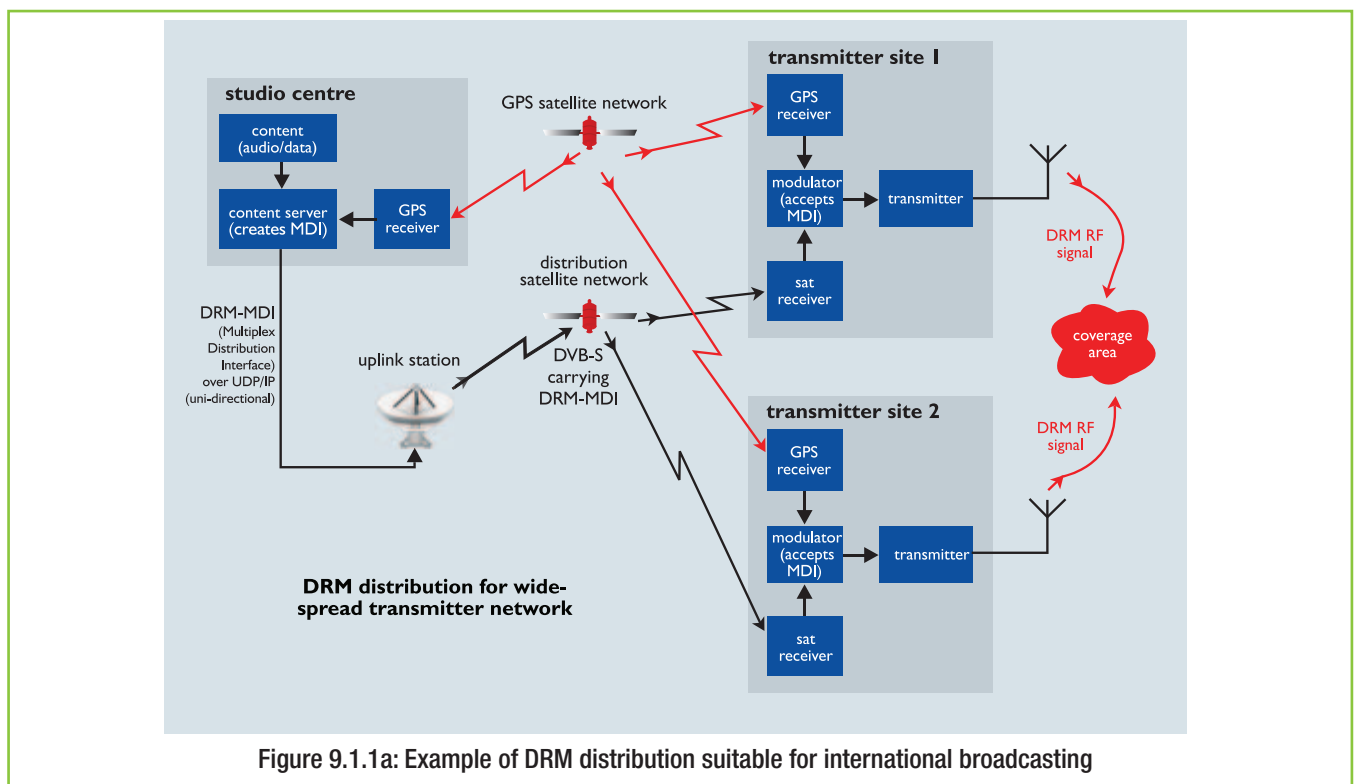 studio centre
content
(audio/data)
content server
(creates MDI)
GPS
receiver
DRM-MDI
(Multiplex
Distribution
Interface)
over UDP/IP
(uni-directional)
uplink station
GPS satellite network
distribution
satellite network
DVB-S
carrying
DRM-MDI
transmitter site 1
GPS
receiver
modulator
(accepts
MDI)
transmitter
sat
receiver
DRM RF
signal
coverage
area
transmitter site 2
GPS
receiver
modulator
(accepts
MDI)
transmitter
sat
receiver
DRM RF
signal
DRM distribution for wide-
spread transmitter network
Figure 9.1.1a: Example of DRM distribution suitable for international broadcasting